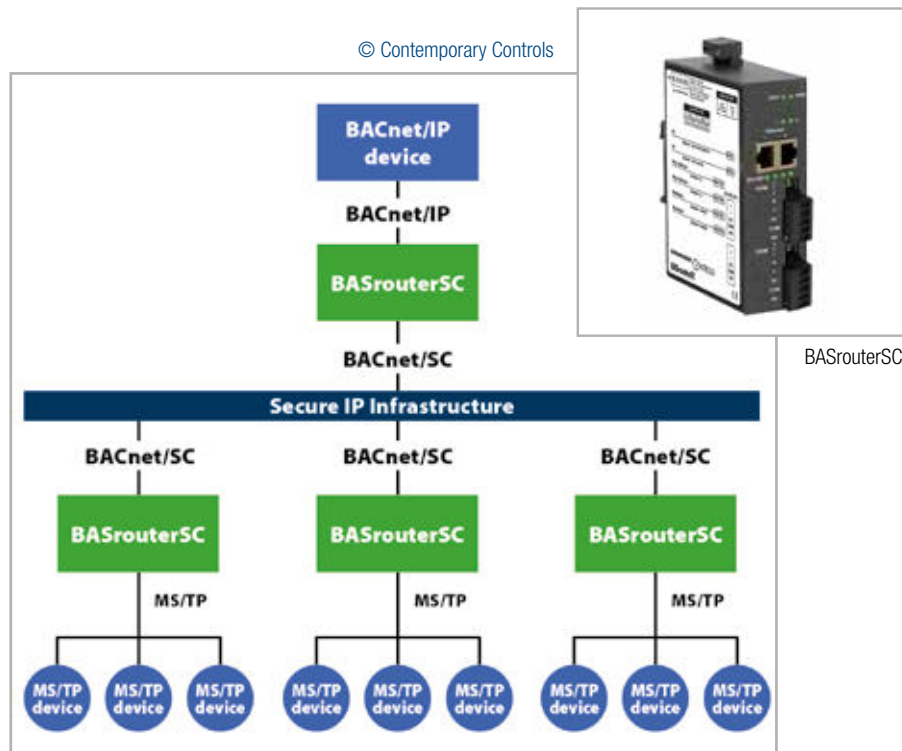 © Contemporary Controls
BACnet/IP
device
BACnet/IP
BASrouterSC
BACnet/SC
BASrouterSC
Secure IP Infrastructure
BACnet/SC BACnet/SC BACnet/SC
BASrouterSC BASrouterSC BASrouterSC
MS/TP MS/TP MS/TP
MS/TP MS/TP MS/TP MS/TP MS/TP MS/TP MS/TP MS/TP MS/TP
device device device device device device device device device